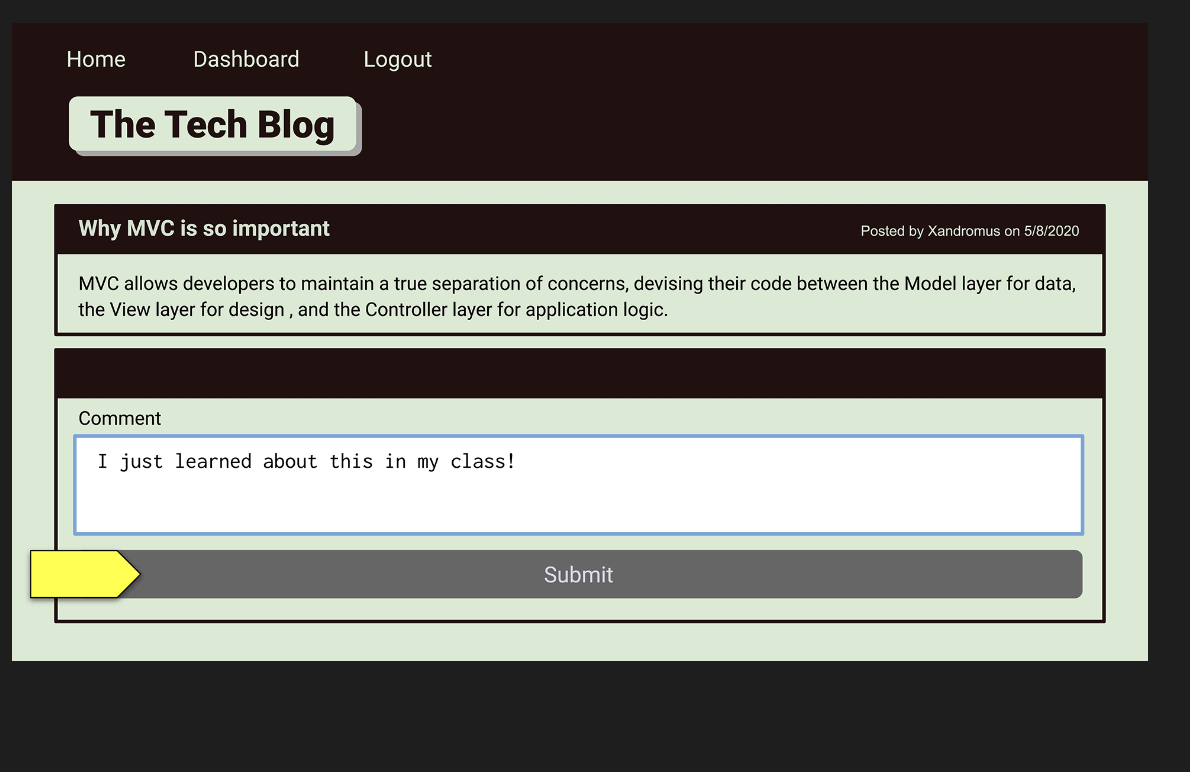 Home Dashboard Logout
The Tech Blog
Why MVC is so important
Posted by Xandromus on 5/8/2020
MVC allows developers to maintain a true separation of concerns, devising their code between the Model layer for data,
the View layer for design , and the Controller layer for application logic.
Comment
I just learned about this in my class!
Submit